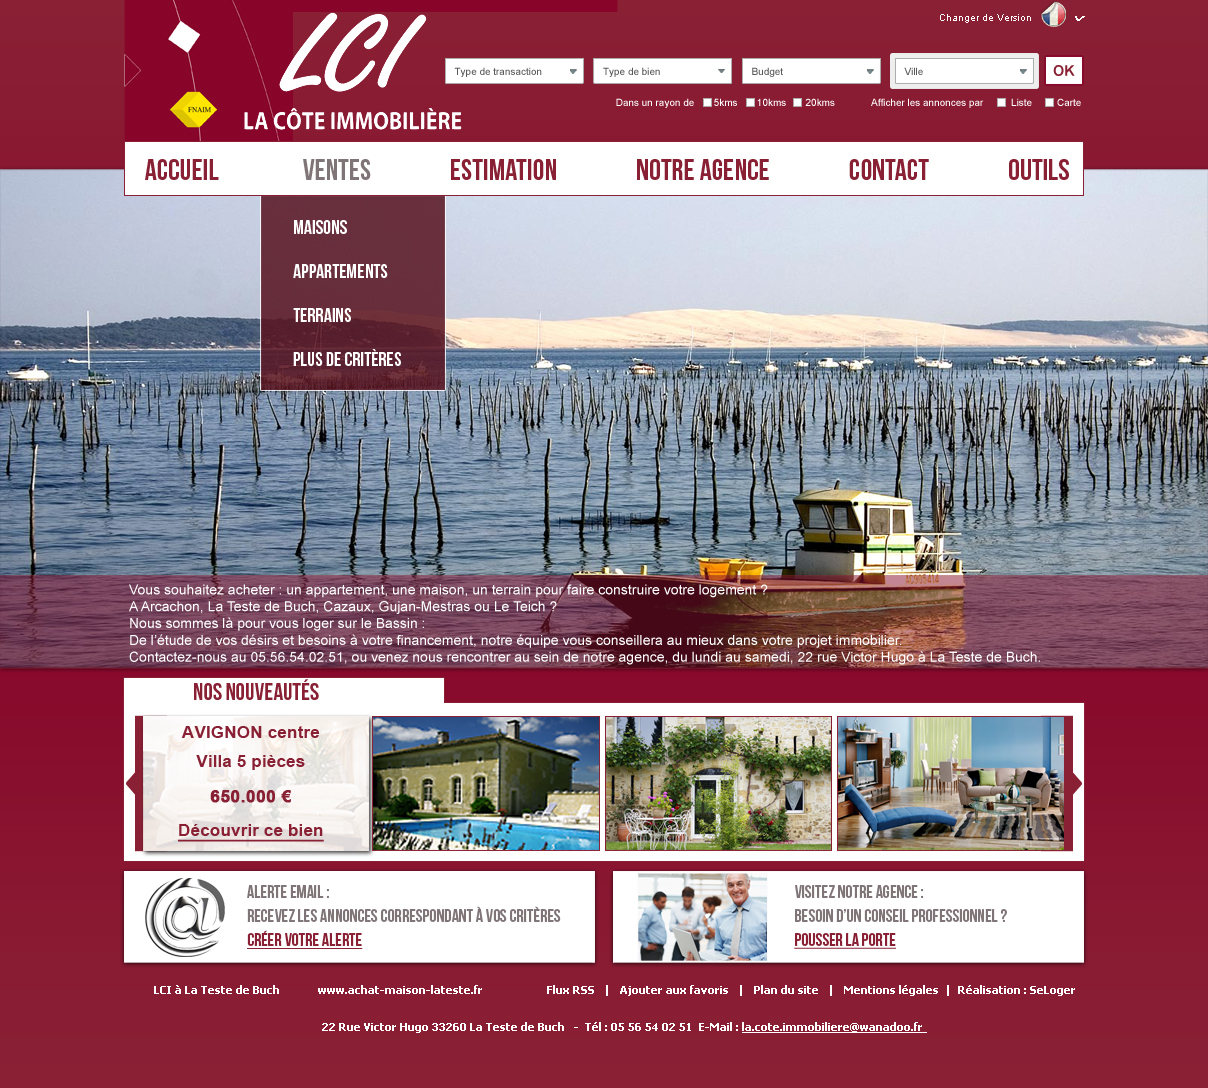 Changer de Version
LCI
LA CÔTE IMMOBILIÈRE
FNAIM
Type de transaction
Type de bien
Budget
Ville
OK
Dans un rayon de 5kms 10kms 20kms
Afficher les annonces par Liste Carte
ACCUEIL
VENTES
ESTIMATION
NOTRE AGENCE
CONTACT
OUTILS
MAISONS
APPARTEMENTS
TERRAINS
PLUS DE CRITÈRES
Vous souhaitez acheter : un appartement, une maison, un terrain pour faire construire votre logement ?
A Arcachon, La Teste de Buch, Cazaux, Gujan-Mestras ou Le Teich ?
Nous sommes là pour vous loger sur le Bassin :
De l'étude de vos désirs et besoins à votre financement, notre équipe vous conseillera au mieux dans votre projet immobilier.
Contactez-nous au 05.56.54.02.51, ou venez nous rencontrer au sein de notre agence, du lundi au samedi, 22 rue Victor Hugo à La Teste de Buch.
NOS NOUVEAUTÉS
AVIGNON centre
Villa 5 pièces
650.000 €
Découvrir ce bien
ALERTE EMAIL :
RECEVEZ LES ANNONCES CORRESPONDANT À VOS CRITÈRES
CRÉER VOTRE ALERTE
VISITEZ NOTRE AGENCE :
BESOIN D'UN CONSEIL PROFESSIONNEL ?
POUSSER LA PORTE
LCI à La Teste de Buch www.achat-maison-lateste.fr Flux RSS | Ajouter aux favoris | Plan du site | Mentions légales | Réalisation : SeLoger
22 Rue Victor Hugo 33260 La Teste de Buch - Tél : 05 56 54 02 51 E-Mail : la.cote.immobiliere@wanadoo.fr